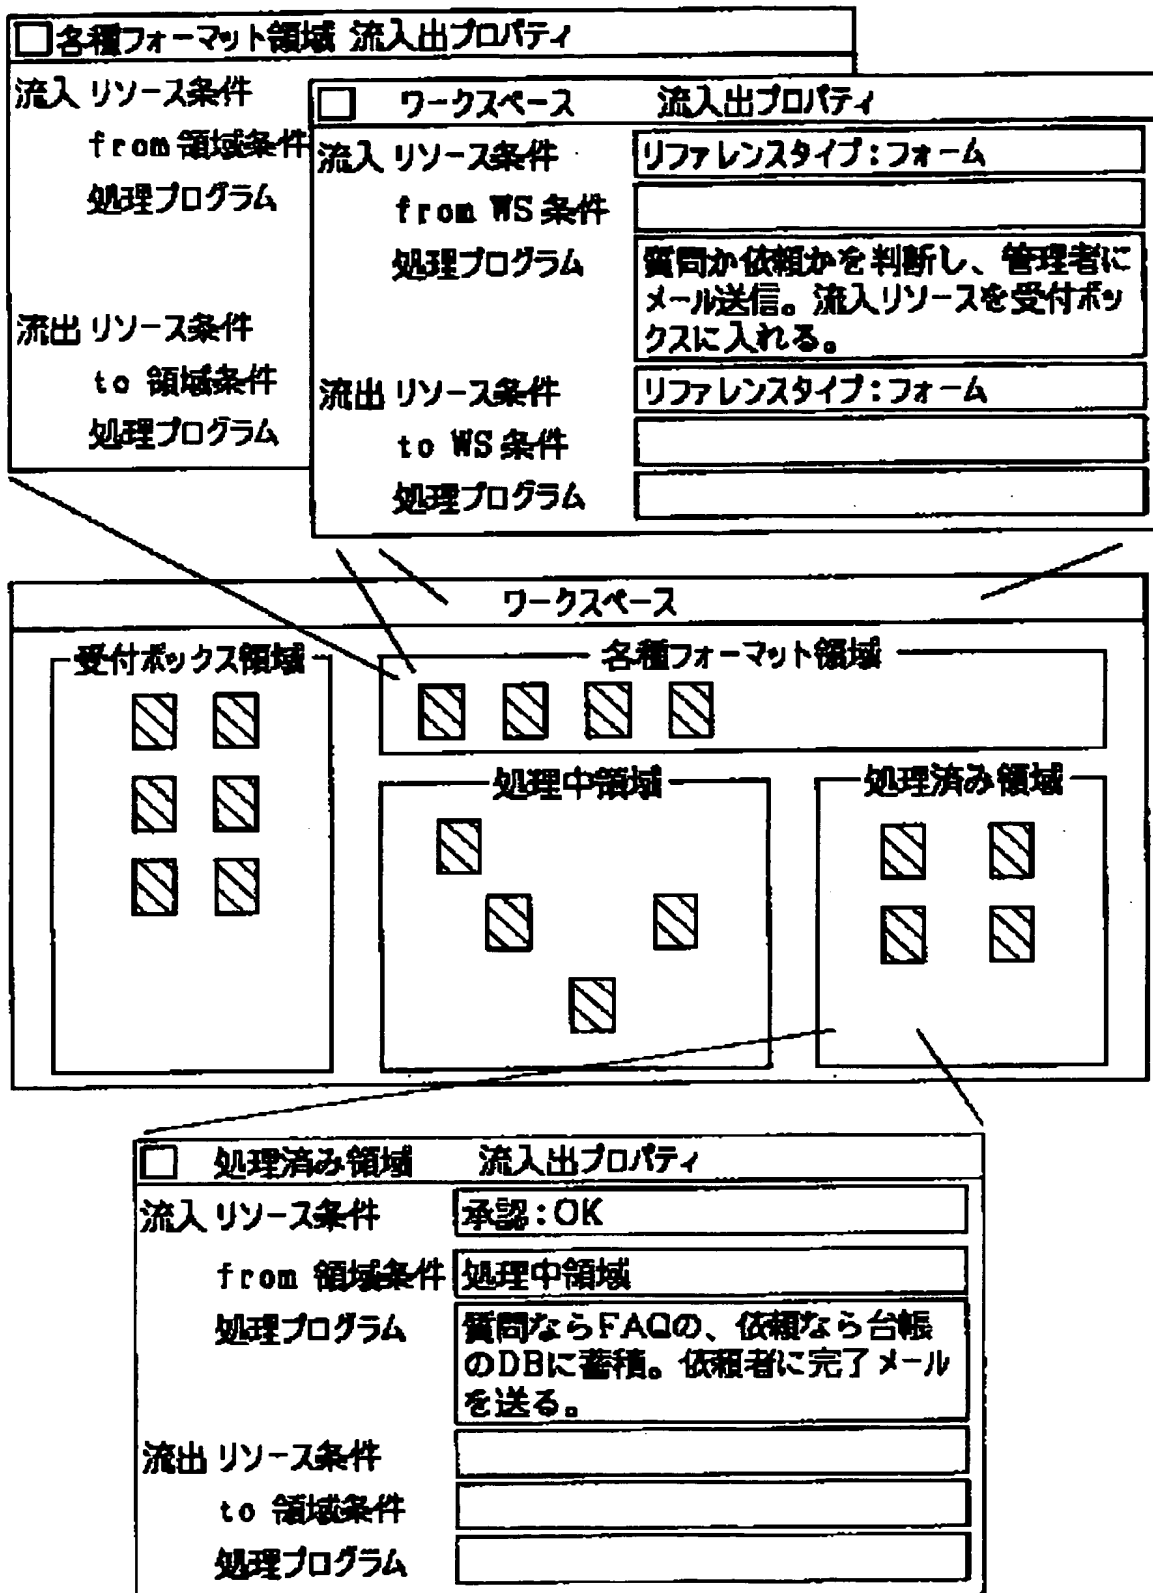 各種フォーマット領域 流入出プロパティ
流入 リソース条件
from 領域条件
処理プログラム
流出 リソース条件
to 領域条件
処理プログラム
ワークスペース 流入出プロパティ
流入 リソース条件 リファレンスタイプ:フォーム
from WS 条件
処理プログラム 質問か依頼かを判断し、管理者に
メール送信。流入リソースを受付ボッ
クスに入れる。
流出 リソース条件 リファレンスタイプ:フォーム
to WS 条件
処理プログラム
ワークスペース
受付ボックス領域
各種フォーマット領域
処理中領域
処理済み領域
処理済み領域 流入出プロパティ
流入 リソース条件 承認:OK
from 領域条件 処理中領域
処理プログラム 質問ならFAQの、依頼なら台帳
のDBに蓄積。依頼者に完了メール
を送る。
流出 リソース条件
to 領域条件
処理プログラム